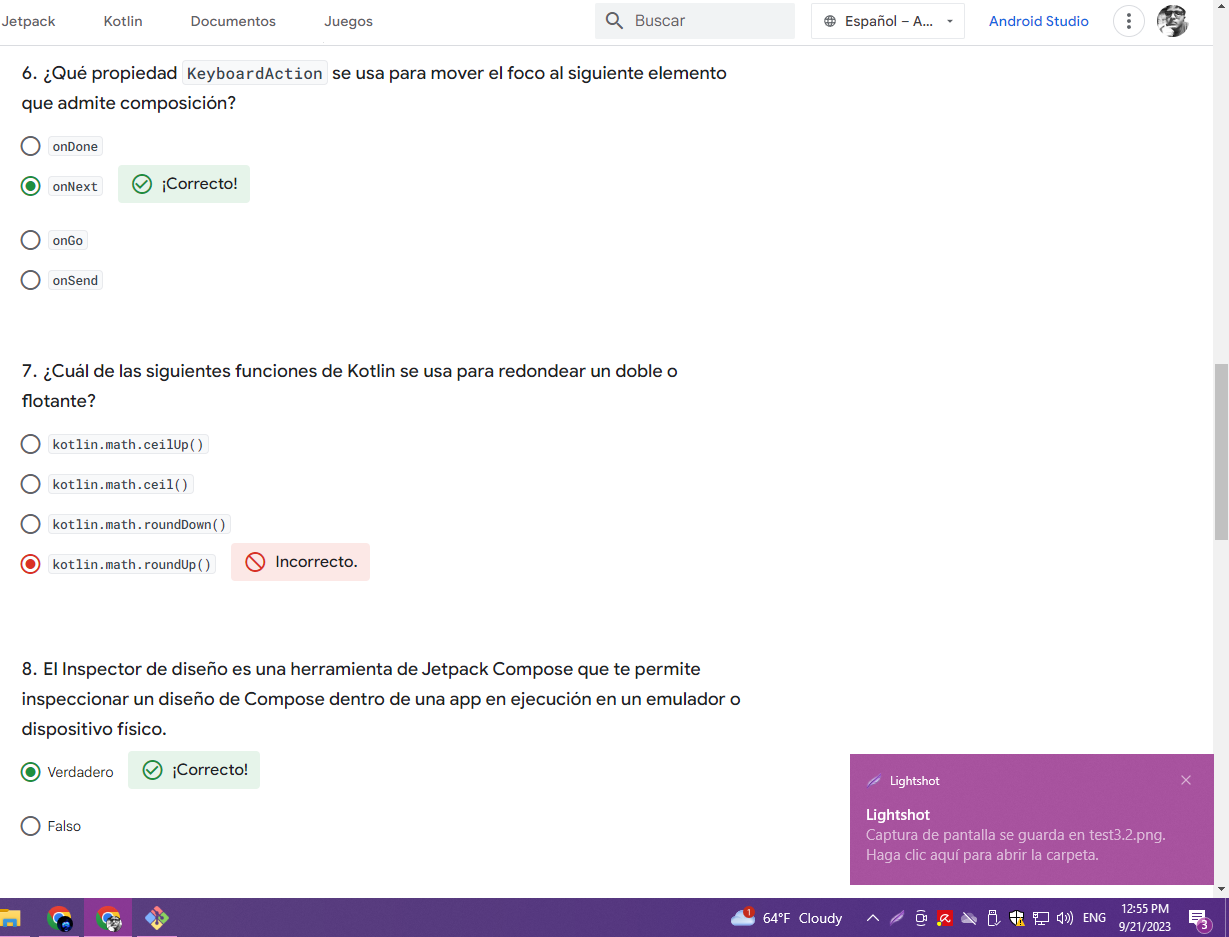 Jetpack Kotlin Documentos Juegos Buscar Español – A... Android Studio
6. ¿Qué propiedad KeyboardAction se usa para mover el foco al siguiente elemento
que admite composición?
onDone
onNext ¡Correcto!
onGo
onSend
7. ¿Cuál de las siguientes funciones de Kotlin se usa para redondear un doble o
flotante?
kotlin.math.ceilUp()
kotlin.math.ceil()
kotlin.math.roundDown()
kotlin.math.roundUp() Incorrecto.
8. El Inspector de diseño es una herramienta de Jetpack Compose que te permite
inspeccionar un diseño de Compose dentro de una app en ejecución en un emulador o
dispositivo físico.
Verdadero ¡Correcto!
Falso
Lightshot
Lightshot
Captura de pantalla se guarda en test3.2.png.
Haga clic aquí para abrir la carpeta.
1 64°F Cloudy ENG 12:55 PM
9/21/2023 3